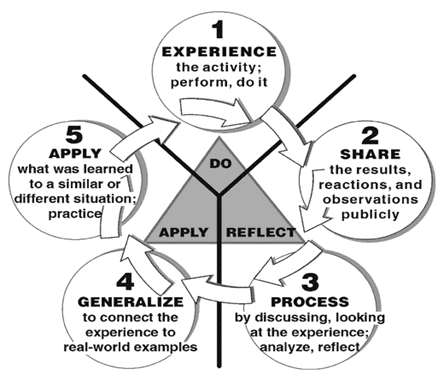 1
EXPERIENCE
the activity;
perform, do it
2
SHARE
the results,
reactions, and
observations
publicly
3
PROCESS
by discussing, looking
at the experience;
analyze, reflect
4
GENERALIZE
to connect the
experience to
real-world examples
5
APPLY
what was learned
to a similar or
different situation;
practice
DO
APPLY
REFLECT